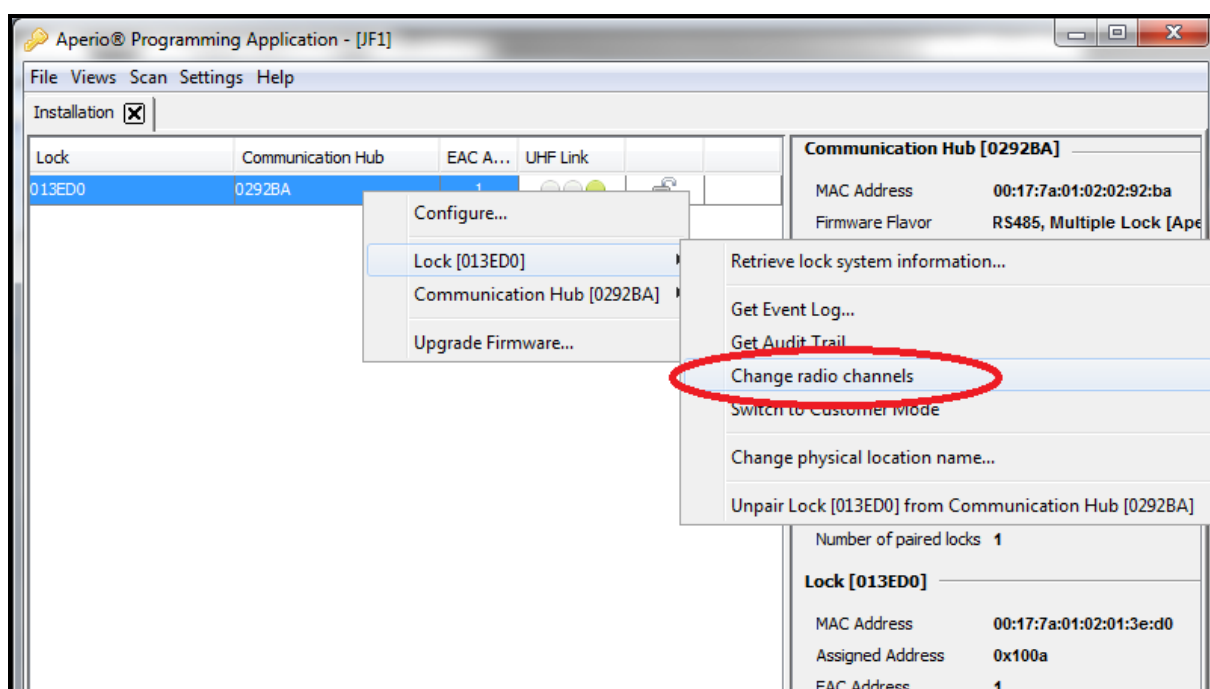 Aperio® Programming Application - [JF1]
File Views Scan Settings Help
Installation
Lock Communication Hub EAC A... UHF Link
013ED0 0292BA 1
Configure...
Lock [013ED0]
Communication Hub [0292BA]
Upgrade Firmware...
Retrieve lock system information...
Get Event Log...
Get Audit Trail
Change radio channels
Switch to Customer Mode
Change physical location name...
Unpair Lock [013ED0] from Communication Hub [0292BA]
Communication Hub [0292BA]
MAC Address 00:17:7a:01:02:02:92:ba
Firmware Flavor RS485, Multiple Lock [Ape
Number of paired locks 1
Lock [013ED0]
MAC Address 00:17:7a:01:02:01:3e:d0
Assigned Address 0x100a
EAC Address 1